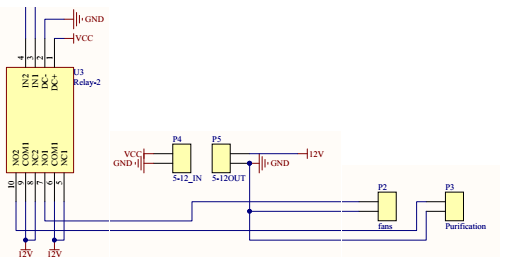 GND
VCC
4 3 2 1
IN2 IN1 DC- DC+
U3
Relay-2
NO2 COM1 NC2 NO1 COM1 NC1
10 9 8 7 6 5
12V 12V
P4 P5
VCC 12V
GND GND
5-12_IN 5-12OUT
P2 P3
fans Purification